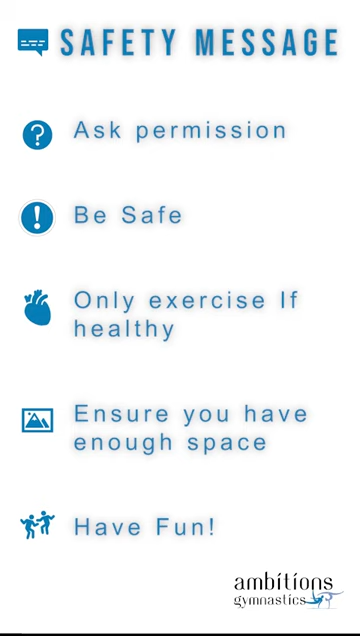 SAFETY MESSAGE
Ask permission
Be Safe
Only exercise If
healthy
Ensure you have
enough space
Have Fun!
ambitions
gymnastics